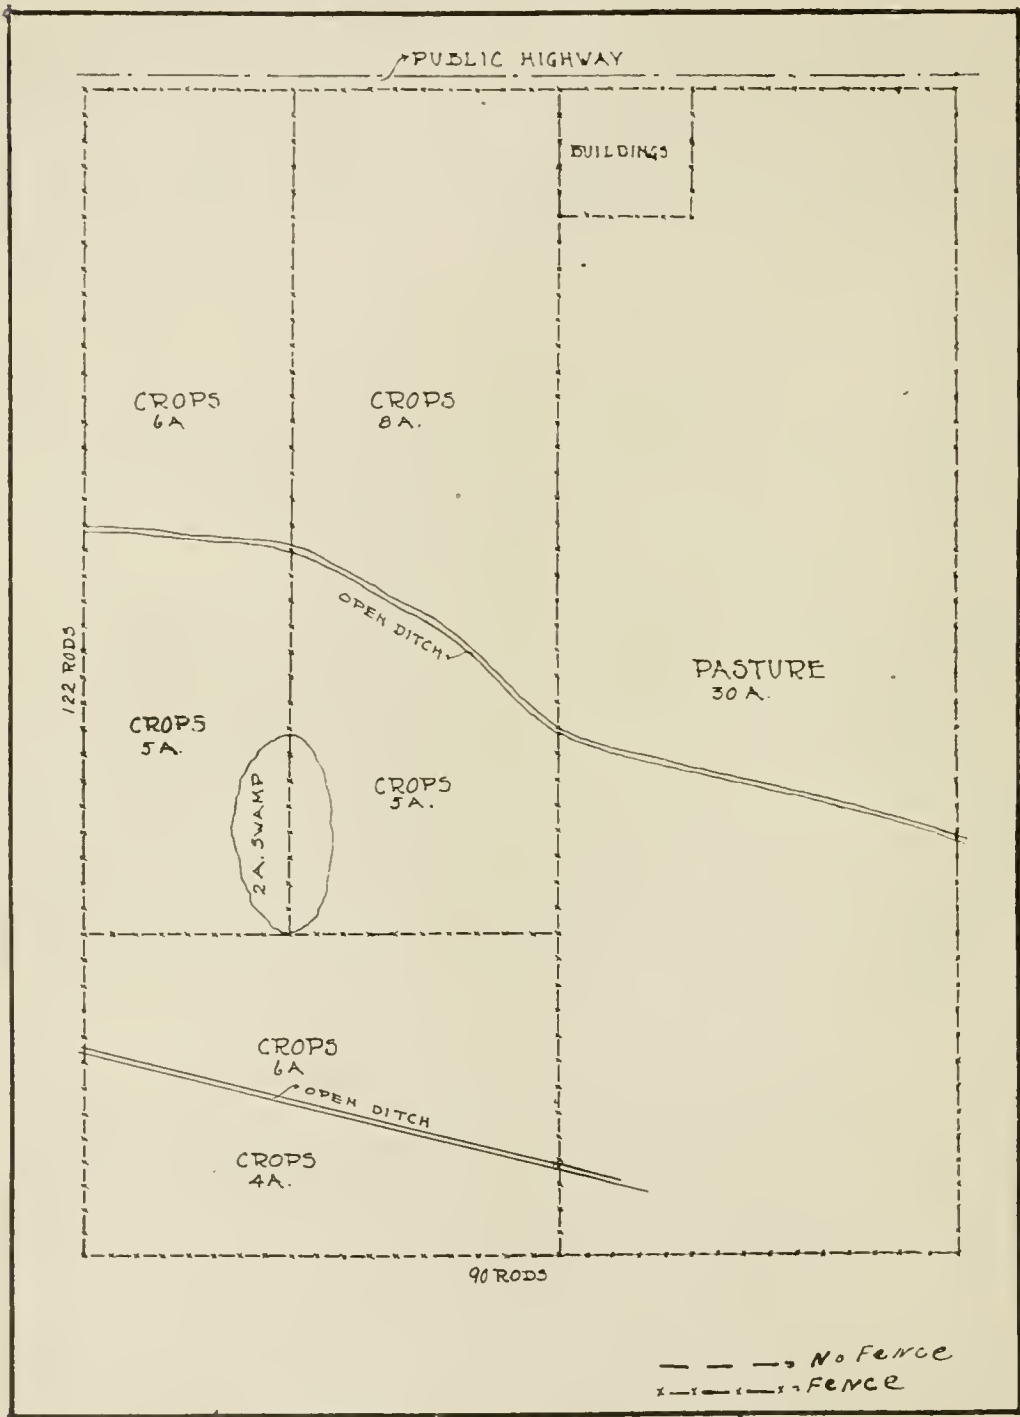 PUBLIC HIGHWAY
BUILDINGS
CROPS
6A
CROPS
8A.
OPEN DITCH
122 RODS
PASTURE
30 A.
CROPS
5A.
2 A. SWAMP
CROPS
5A.
CROPS
6A
OPEN DITCH
CROPS
4A.
90 RODS
No Fence
Fence